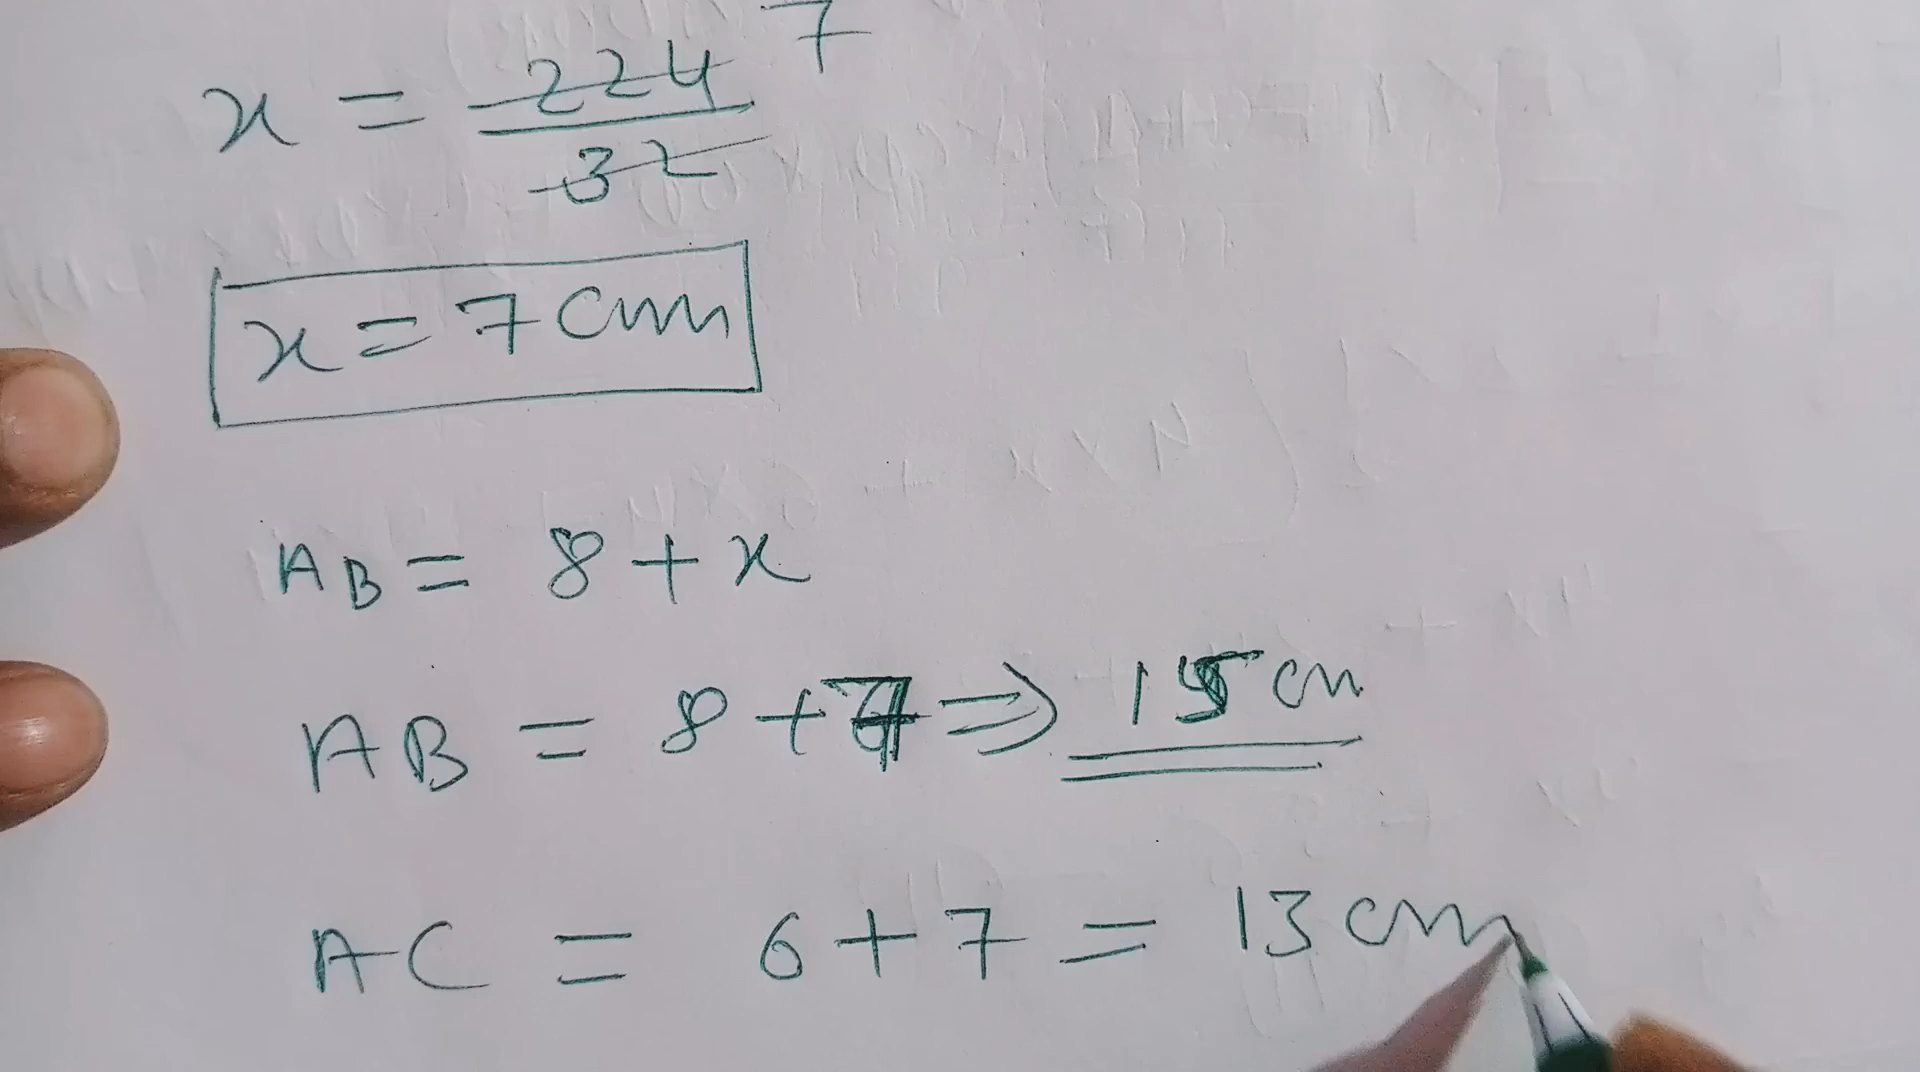 x = 224/32 7
x = 7 cm
AB = 8 + x
AB = 8 + 7 ⇒ 15 cm
AC = 6 + 7 = 13 cm